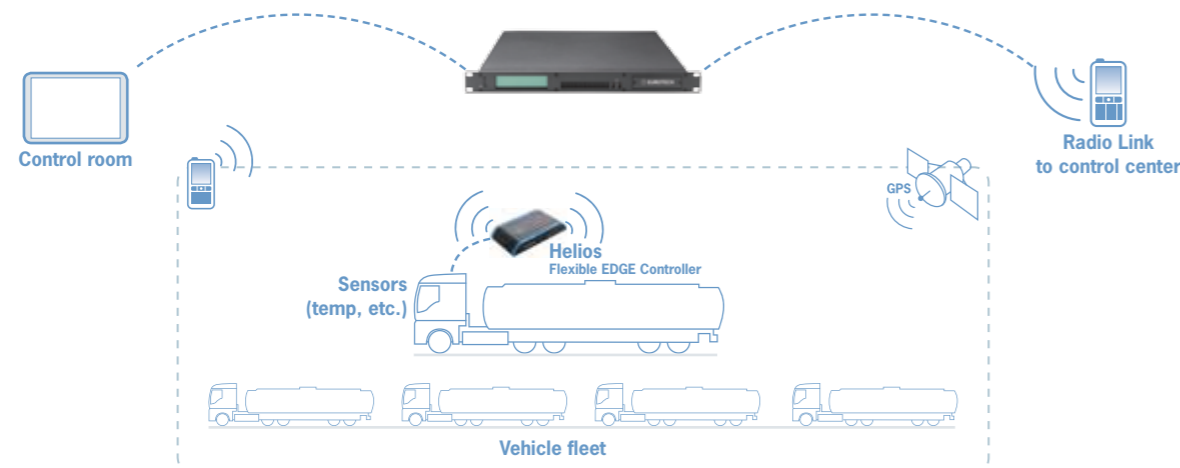 Control room
Radio Link
to control center
GPS
Helios
Flexible EDGE Controller
Sensors
(temp, etc.)
Vehicle fleet